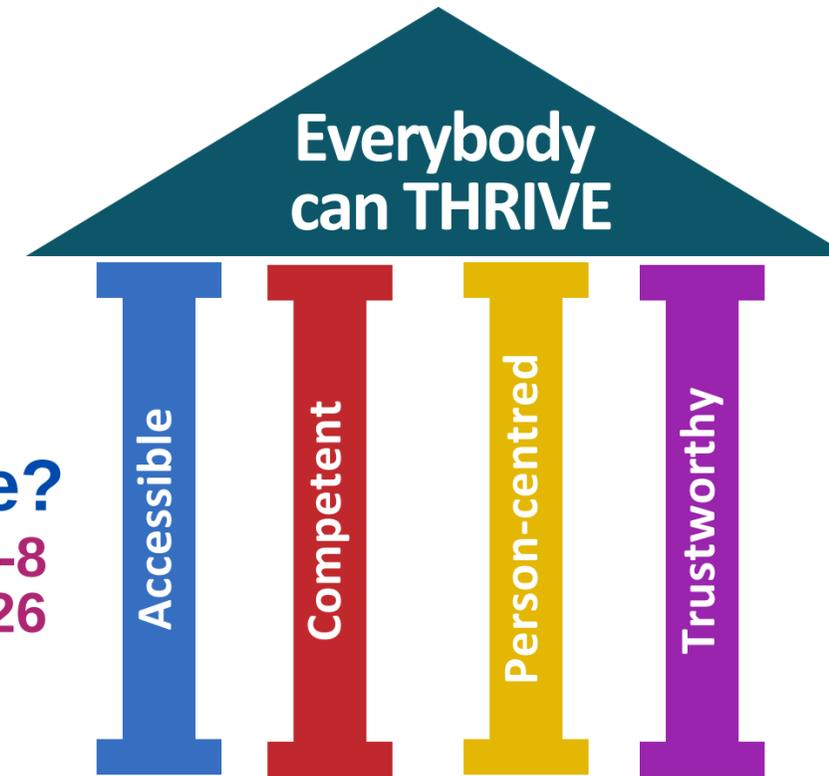 Everybody
can THRIVE
Accessible
Competent
Person-centred
Trustworthy
e?
-8
26